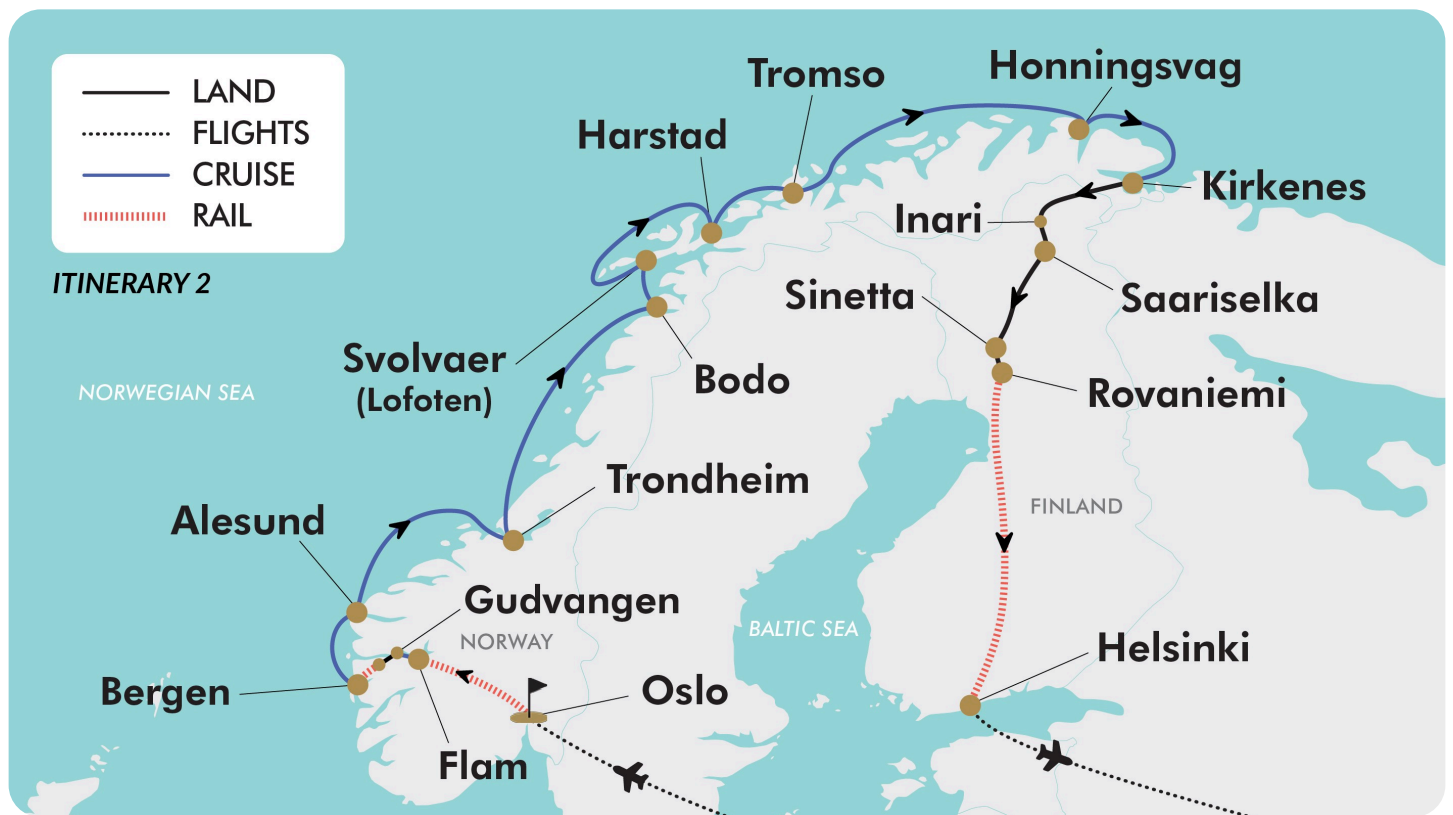 LAND
FLIGHTS
CRUISE
RAIL
ITINERARY 2
Tromso
Honningsvag
Harstad
Kirkenes
Inari
Saariselka
Sinetta
Svolvaer
(Lofoten)
Bodo
Rovaniemi
NORWEGIAN SEA
Trondheim
FINLAND
Alesund
Gudvangen
NORWAY
BALTIC SEA
Helsinki
Bergen
Oslo
Flam